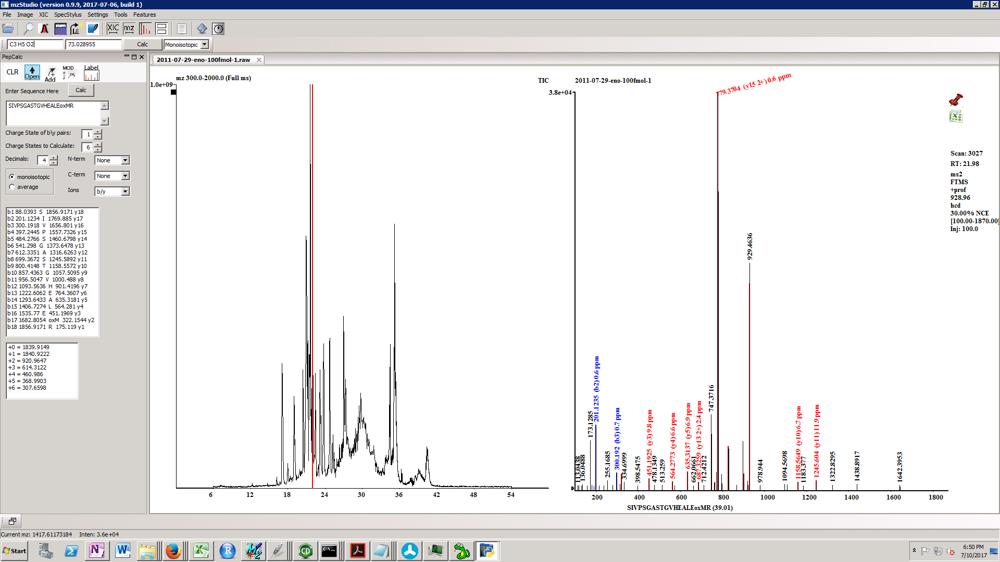 mzStudio (version 0.9.9, 2017-07-06, build 1)
File Image XIC SpecStylus Settings Tools Features
XIC mz
C3 H5 O2 73.028955 Calc Monoisotopic
PepCalc
CLR Open Add MOD Label
Enter Sequence Here Calc
SIVPSGASTGVHEALEoxMR
Charge State of b\y pairs: 1
Charge States to Calculate: 6
Decimals: 4 N-term None
monoisotopic C-term None
average Ions b/y
b1 88.0393 S 1856.9171 y18
b2 201.1234 I 1769.885 y17
b3 300.1918 V 1656.801 y16
b4 397.2445 P 1557.7326 y15
b5 484.2766 S 1460.6798 y14
b6 541.298 G 1373.6478 y13
b7 612.3351 A 1316.6263 y12
b8 699.3672 S 1245.5892 y11
b9 800.4148 T 1158.5572 y10
b10 857.4363 G 1057.5095 y9
b11 956.5047 V 1000.488 y8
b12 1093.5636 H 901.4196 y7
b13 1222.6062 E 764.3607 y6
b14 1293.6433 A 635.3181 y5
b15 1406.7274 L 564.281 y4
b16 1535.77 E 451.1969 y3
b17 1682.8054 oxM 322.1544 y2
b18 1856.9171 R 175.119 y1
+0 = 1839.9149
+1 = 1840.9222
+2 = 920.9647
+3 = 614.3122
+4 = 460.986
+5 = 368.9903
+6 = 307.6598
2011-07-29-eno-100fmol-1.raw
mz 300.0-2000.0 (Full ms)
TIC
1.0e+09
6 12 18 24 30 36 42 48 54
2011-07-29-eno-100fmol-1
3.8e+04
779.3704 (y15 2+) 0.6 ppm
929.4636
747.3716
201.1235 (b2) 0.6 ppm
173.1285
113.0438
136.0488
255.1685
300.192 (b3) 0.7 ppm
334.6999
398.5475
451.1925 (y3) 9.8 ppm
478.1349
513.259
564.2773 (y4) 6.6 ppm
635.3137 (y5) 6.9 ppm
662.0661
687.3259 (y13 2+) 2.4 ppm
712.4212
978.944
1094.5698
1158.5649 (y10) 6.7 ppm
1183.377
1245.604 (y11) 11.9 ppm
1322.8295
1438.8917
1642.3953
200 400 600 800 1000 1200 1400 1600 1800
SIVPSGASTGVHEALEoxMR (39.01)
Scan: 3027
RT: 21.98
ms2
FTMS
+prof
928.96
hcd
30.00% NCE
[100.00-1870.00]
Inj: 100.0
Current mz: 1417.61173184 Inten: 3.6e+04
Start
6:50 PM
7/10/2017